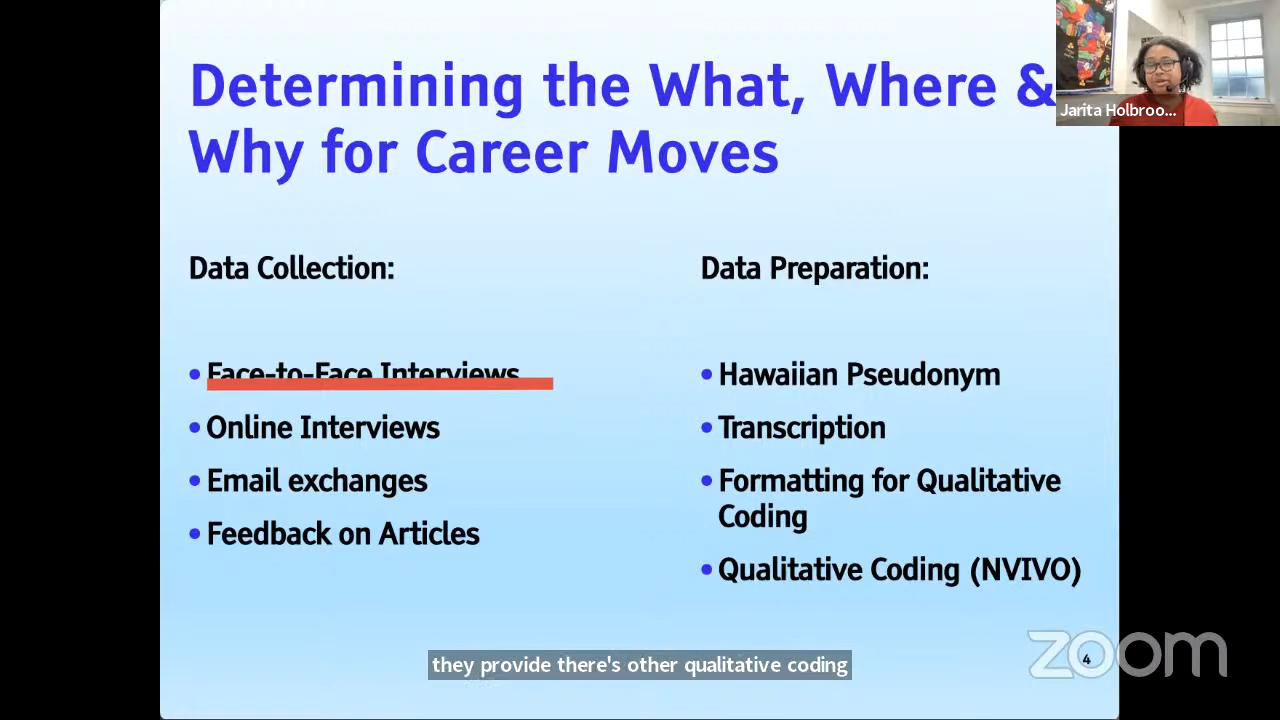 Determining the What, Where &
Why for Career Moves
Jarita Holbroo...
Data Collection:
• Face-to-Face Interviews
• Online Interviews
• Email exchanges
• Feedback on Articles
Data Preparation:
• Hawaiian Pseudonym
• Transcription
• Formatting for Qualitative
Coding
• Qualitative Coding (NVIVO)
they provide there's other qualitative coding
zoom
4